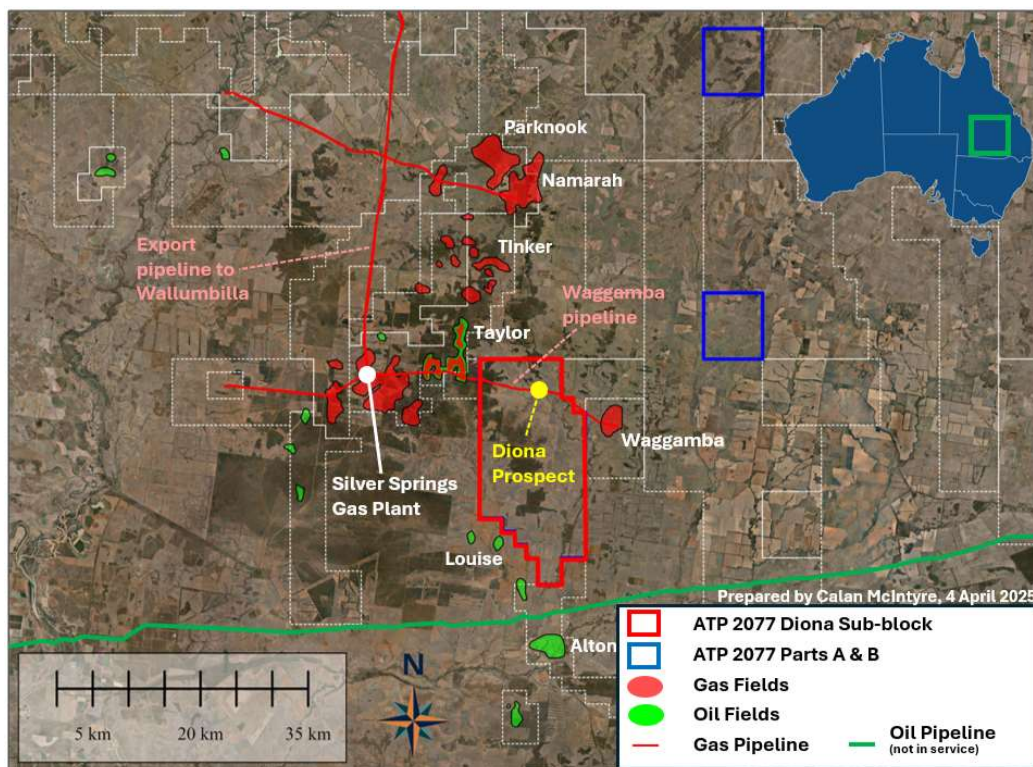 Parknook
Namarah
Tinker
Export
pipeline to
Wallumbilla
Waggamba
pipeline
Taylor
Waggamba
Diona
Prospect
Silver Springs
Gas Plant
Louise
Prepared by Calan McIntyre, 4 April 2025
Alton
N
5 km 20 km 35 km
ATP 2077 Diona Sub-block
ATP 2077 Parts A & B
Gas Fields
Oil Fields
Gas Pipeline
Oil Pipeline
(not in service)